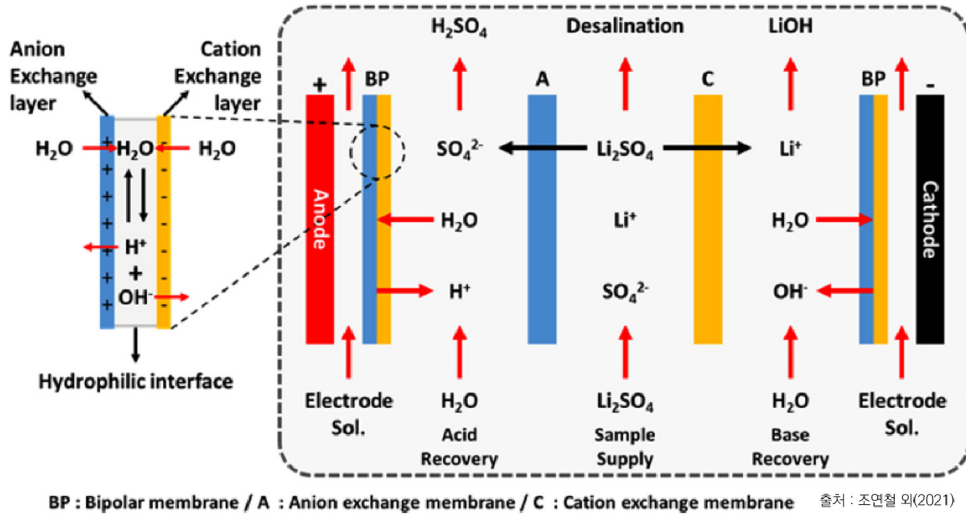 H₂SO₄
Desalination
LiOH
Anion
Exchange
layer
Cation
Exchange
layer
+
BP
A
C
BP
-
H₂O
H₂O
H₂O
SO₄²⁻
Li₂SO₄
Li⁺
H₂O
Li⁺
H₂O
H⁺
+
OH⁻
H⁺
SO₄²⁻
OH⁻
Anode
Cathode
+
+
+
+
+
+
+
-
-
-
-
-
-
-
Hydrophilic interface
Electrode
Sol.
H₂O
Acid
Recovery
Li₂SO₄
Sample
Supply
H₂O
Base
Recovery
Electrode
Sol.
BP : Bipolar membrane / A : Anion exchange membrane / C : Cation exchange membrane
출처 : 조연철 외(2021)